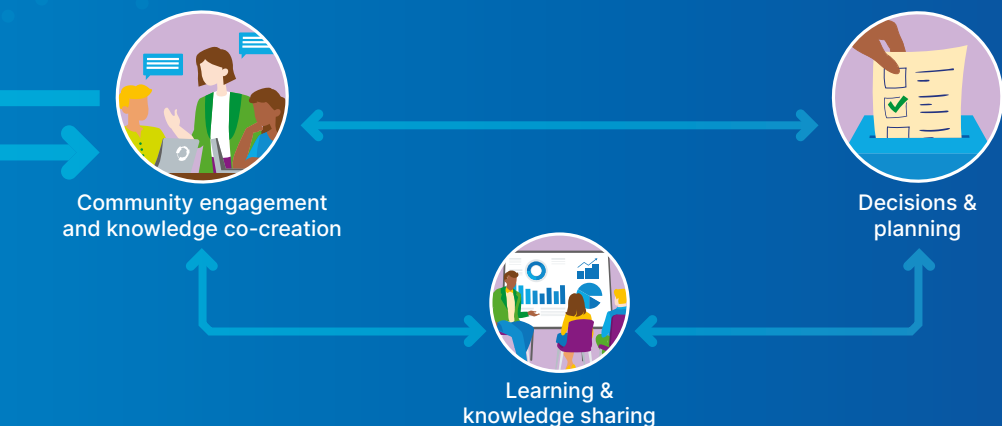 Community engagement
and knowledge co-creation
Decisions &
planning
Learning &
knowledge sharing